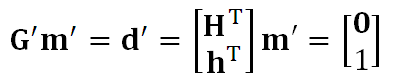 G′m′ = d′ = [Hᵀ; hᵀ] m′ = [0; 1]